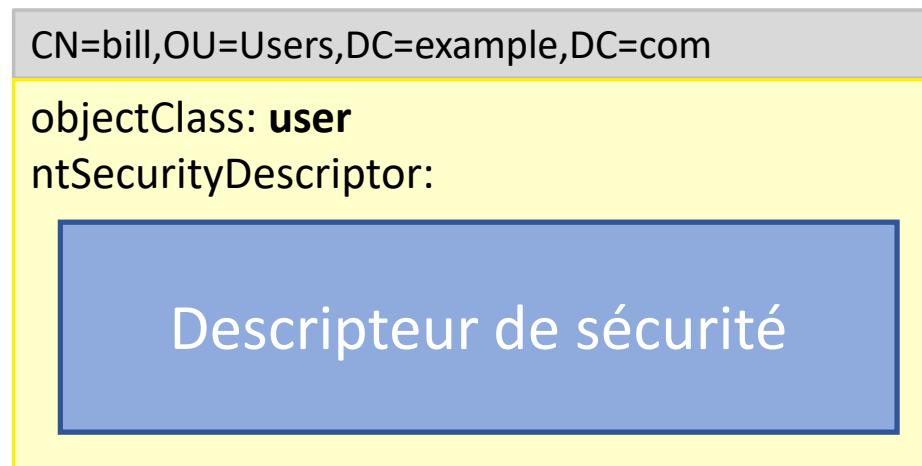 CN=bill,OU=Users,DC=example,DC=com
objectClass: user
ntSecurityDescriptor:
Descripteur de sécurité